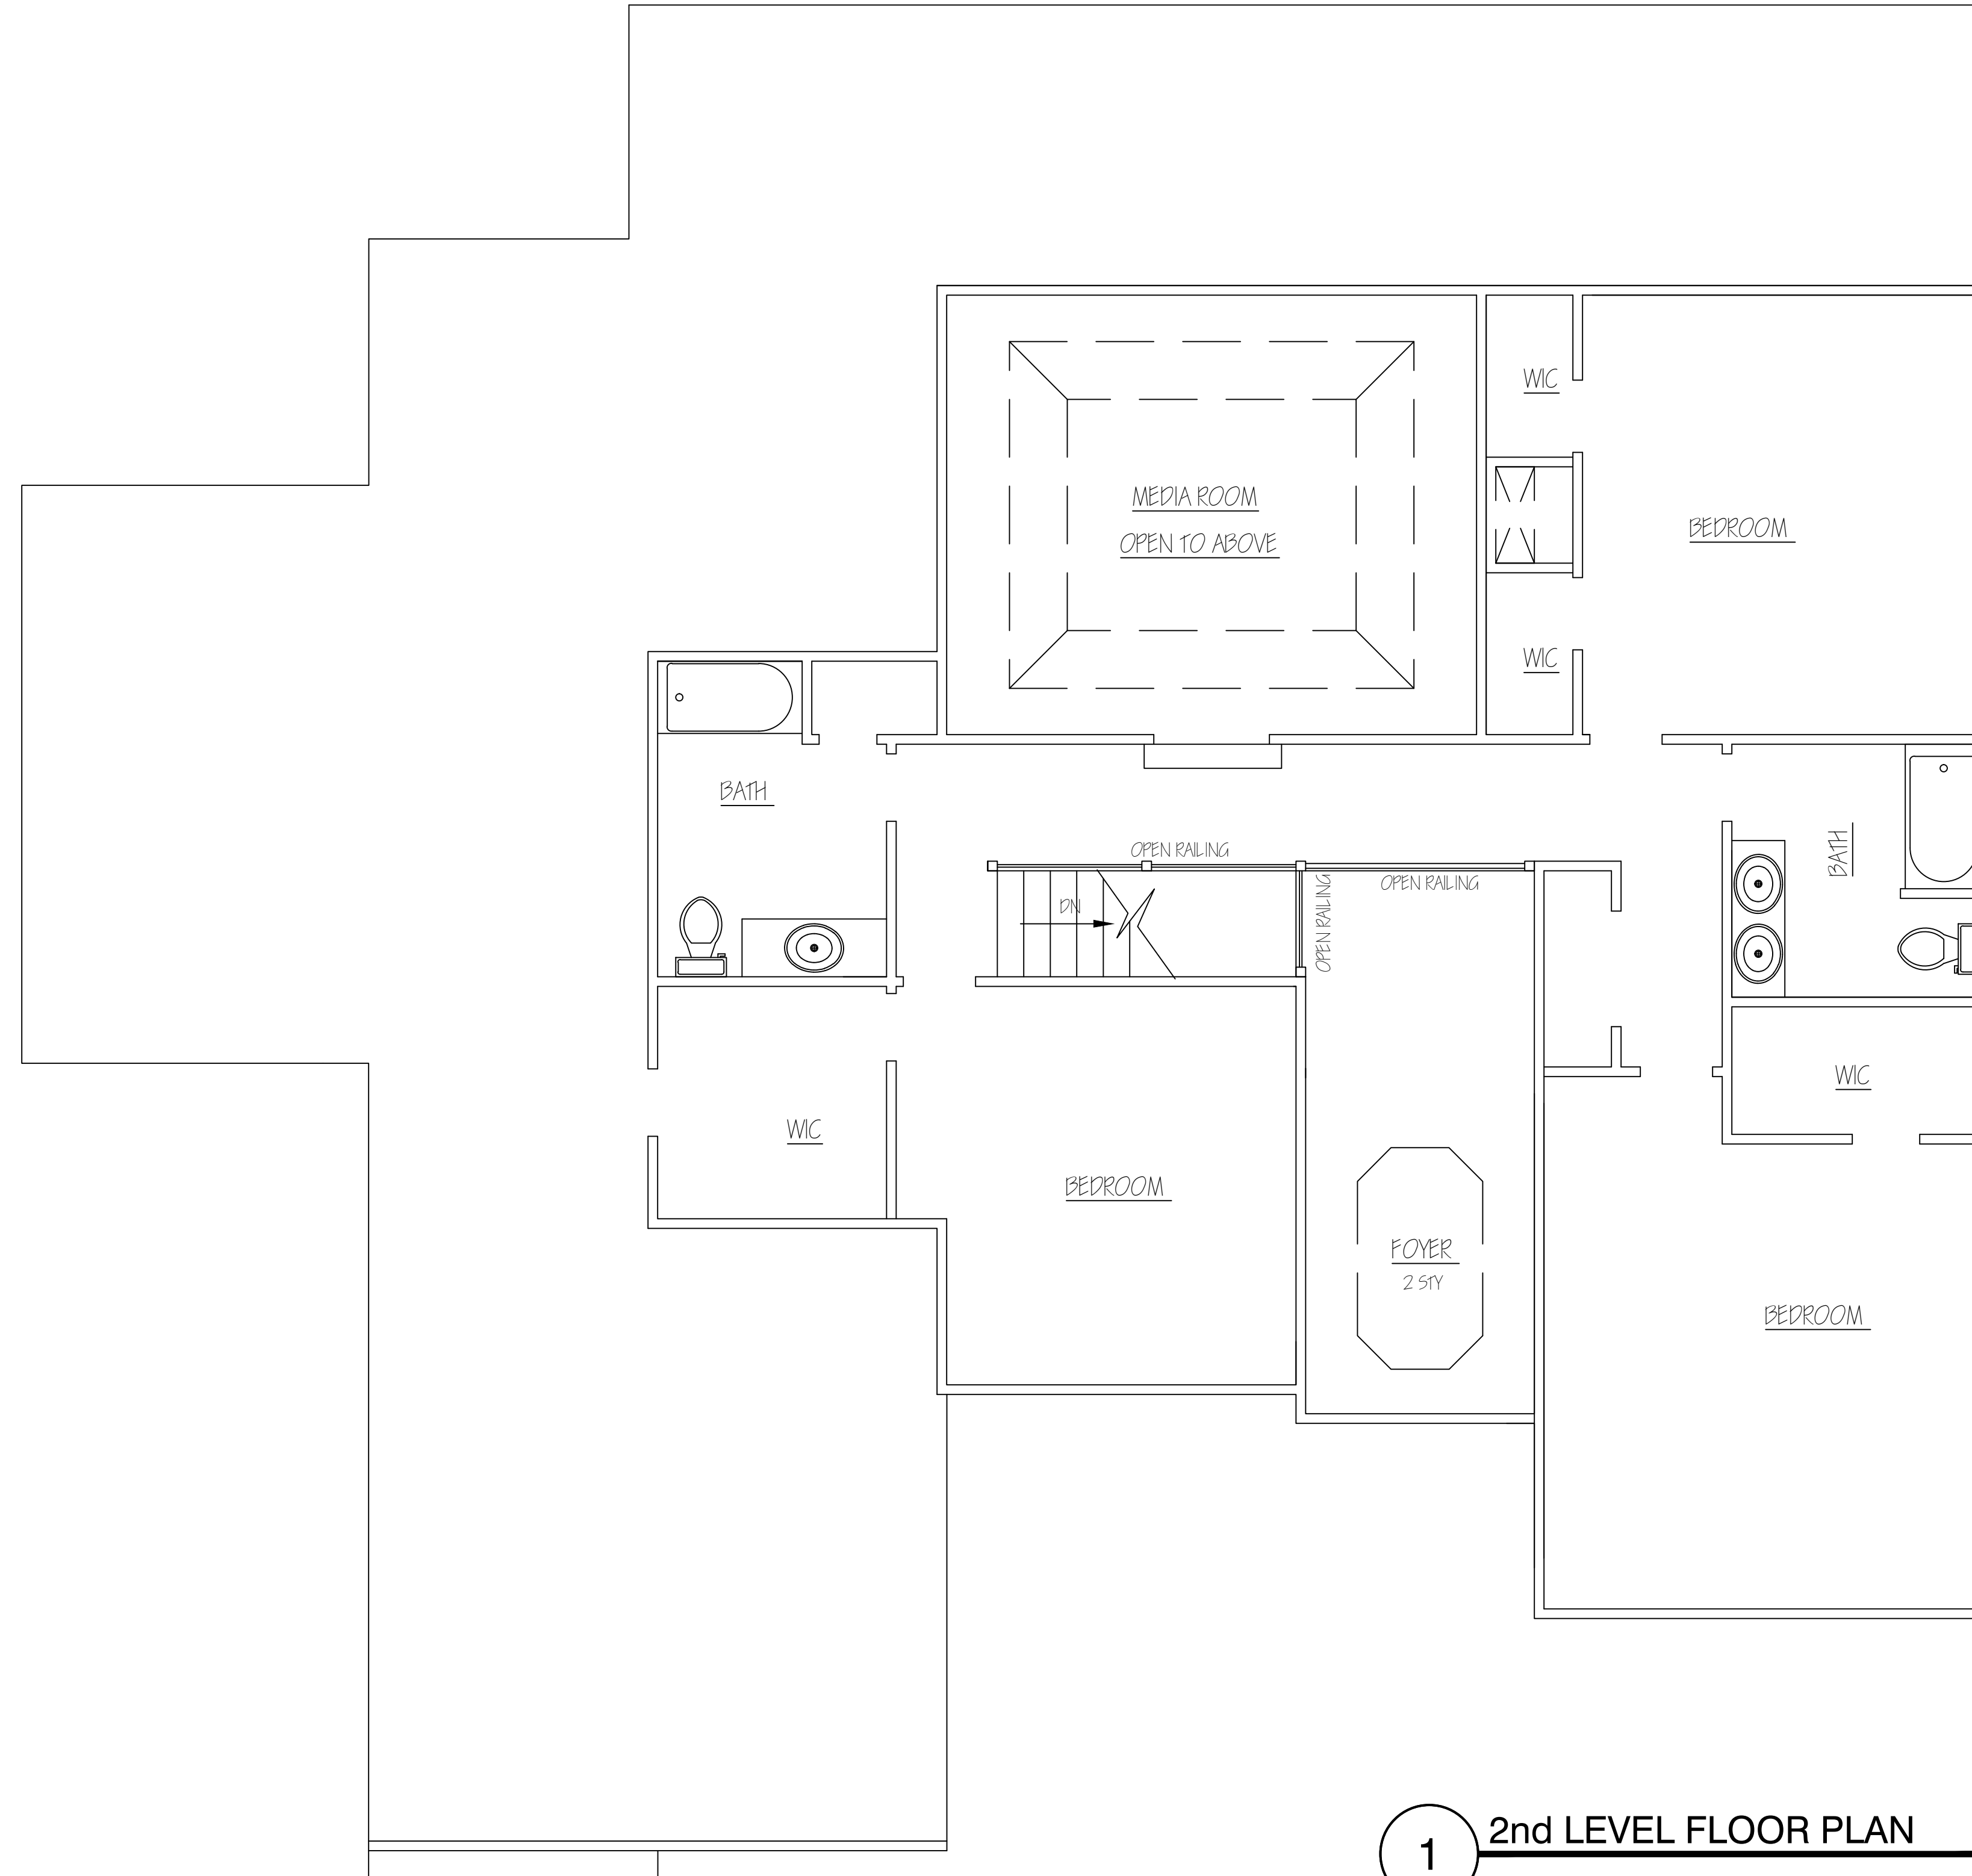 WIC
MEDIA ROOM
OPEN TO ABOVE
BEDROOM
WIC
BATH
OPEN RAILING
OPEN RAILING
OPEN RAILING
DN
BATH
WIC
WIC
BEDROOM
FOYER
2 STY
BEDROOM
1
2nd LEVEL FLOOR PLAN